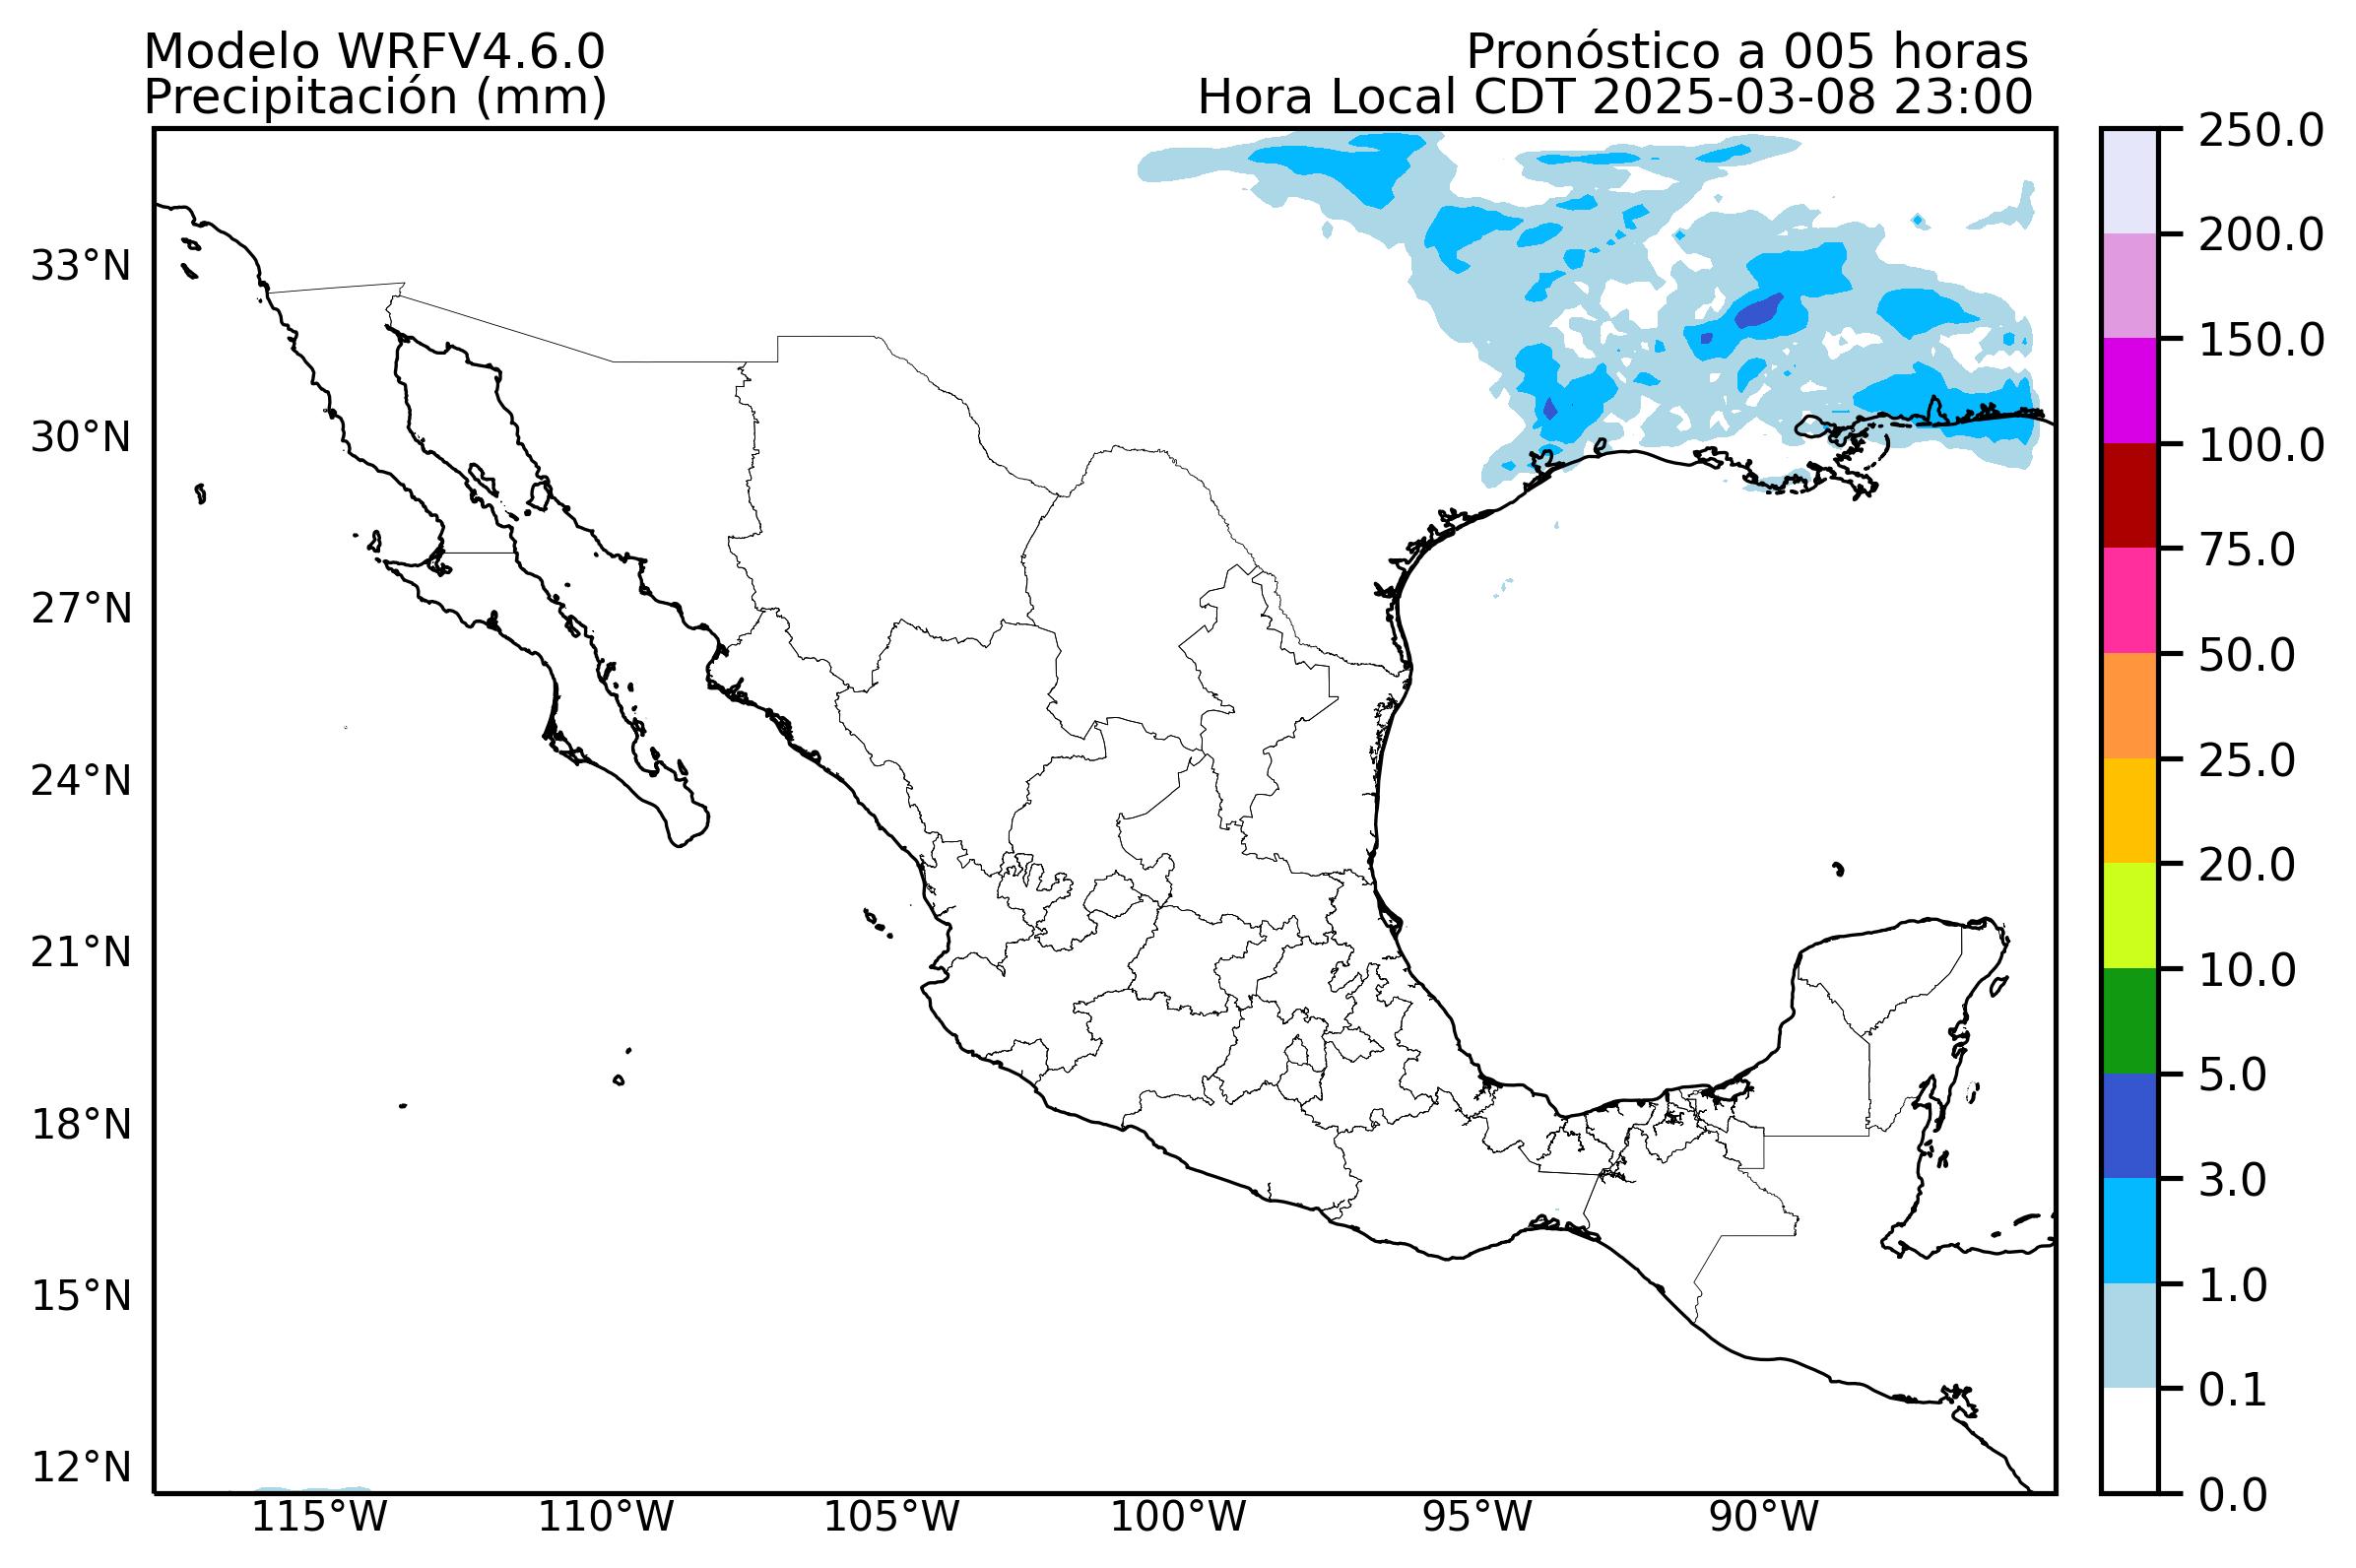 Modelo WRFV4.6.0
Pronóstico a 005 horas
Precipitación (mm)
Hora Local CDT 2025-03-08 23:00
33°N
30°N
27°N
24°N
21°N
18°N
15°N
12°N
115°W
110°W
105°W
100°W
95°W
90°W
250.0
200.0
150.0
100.0
75.0
50.0
25.0
20.0
10.0
5.0
3.0
1.0
0.1
0.0